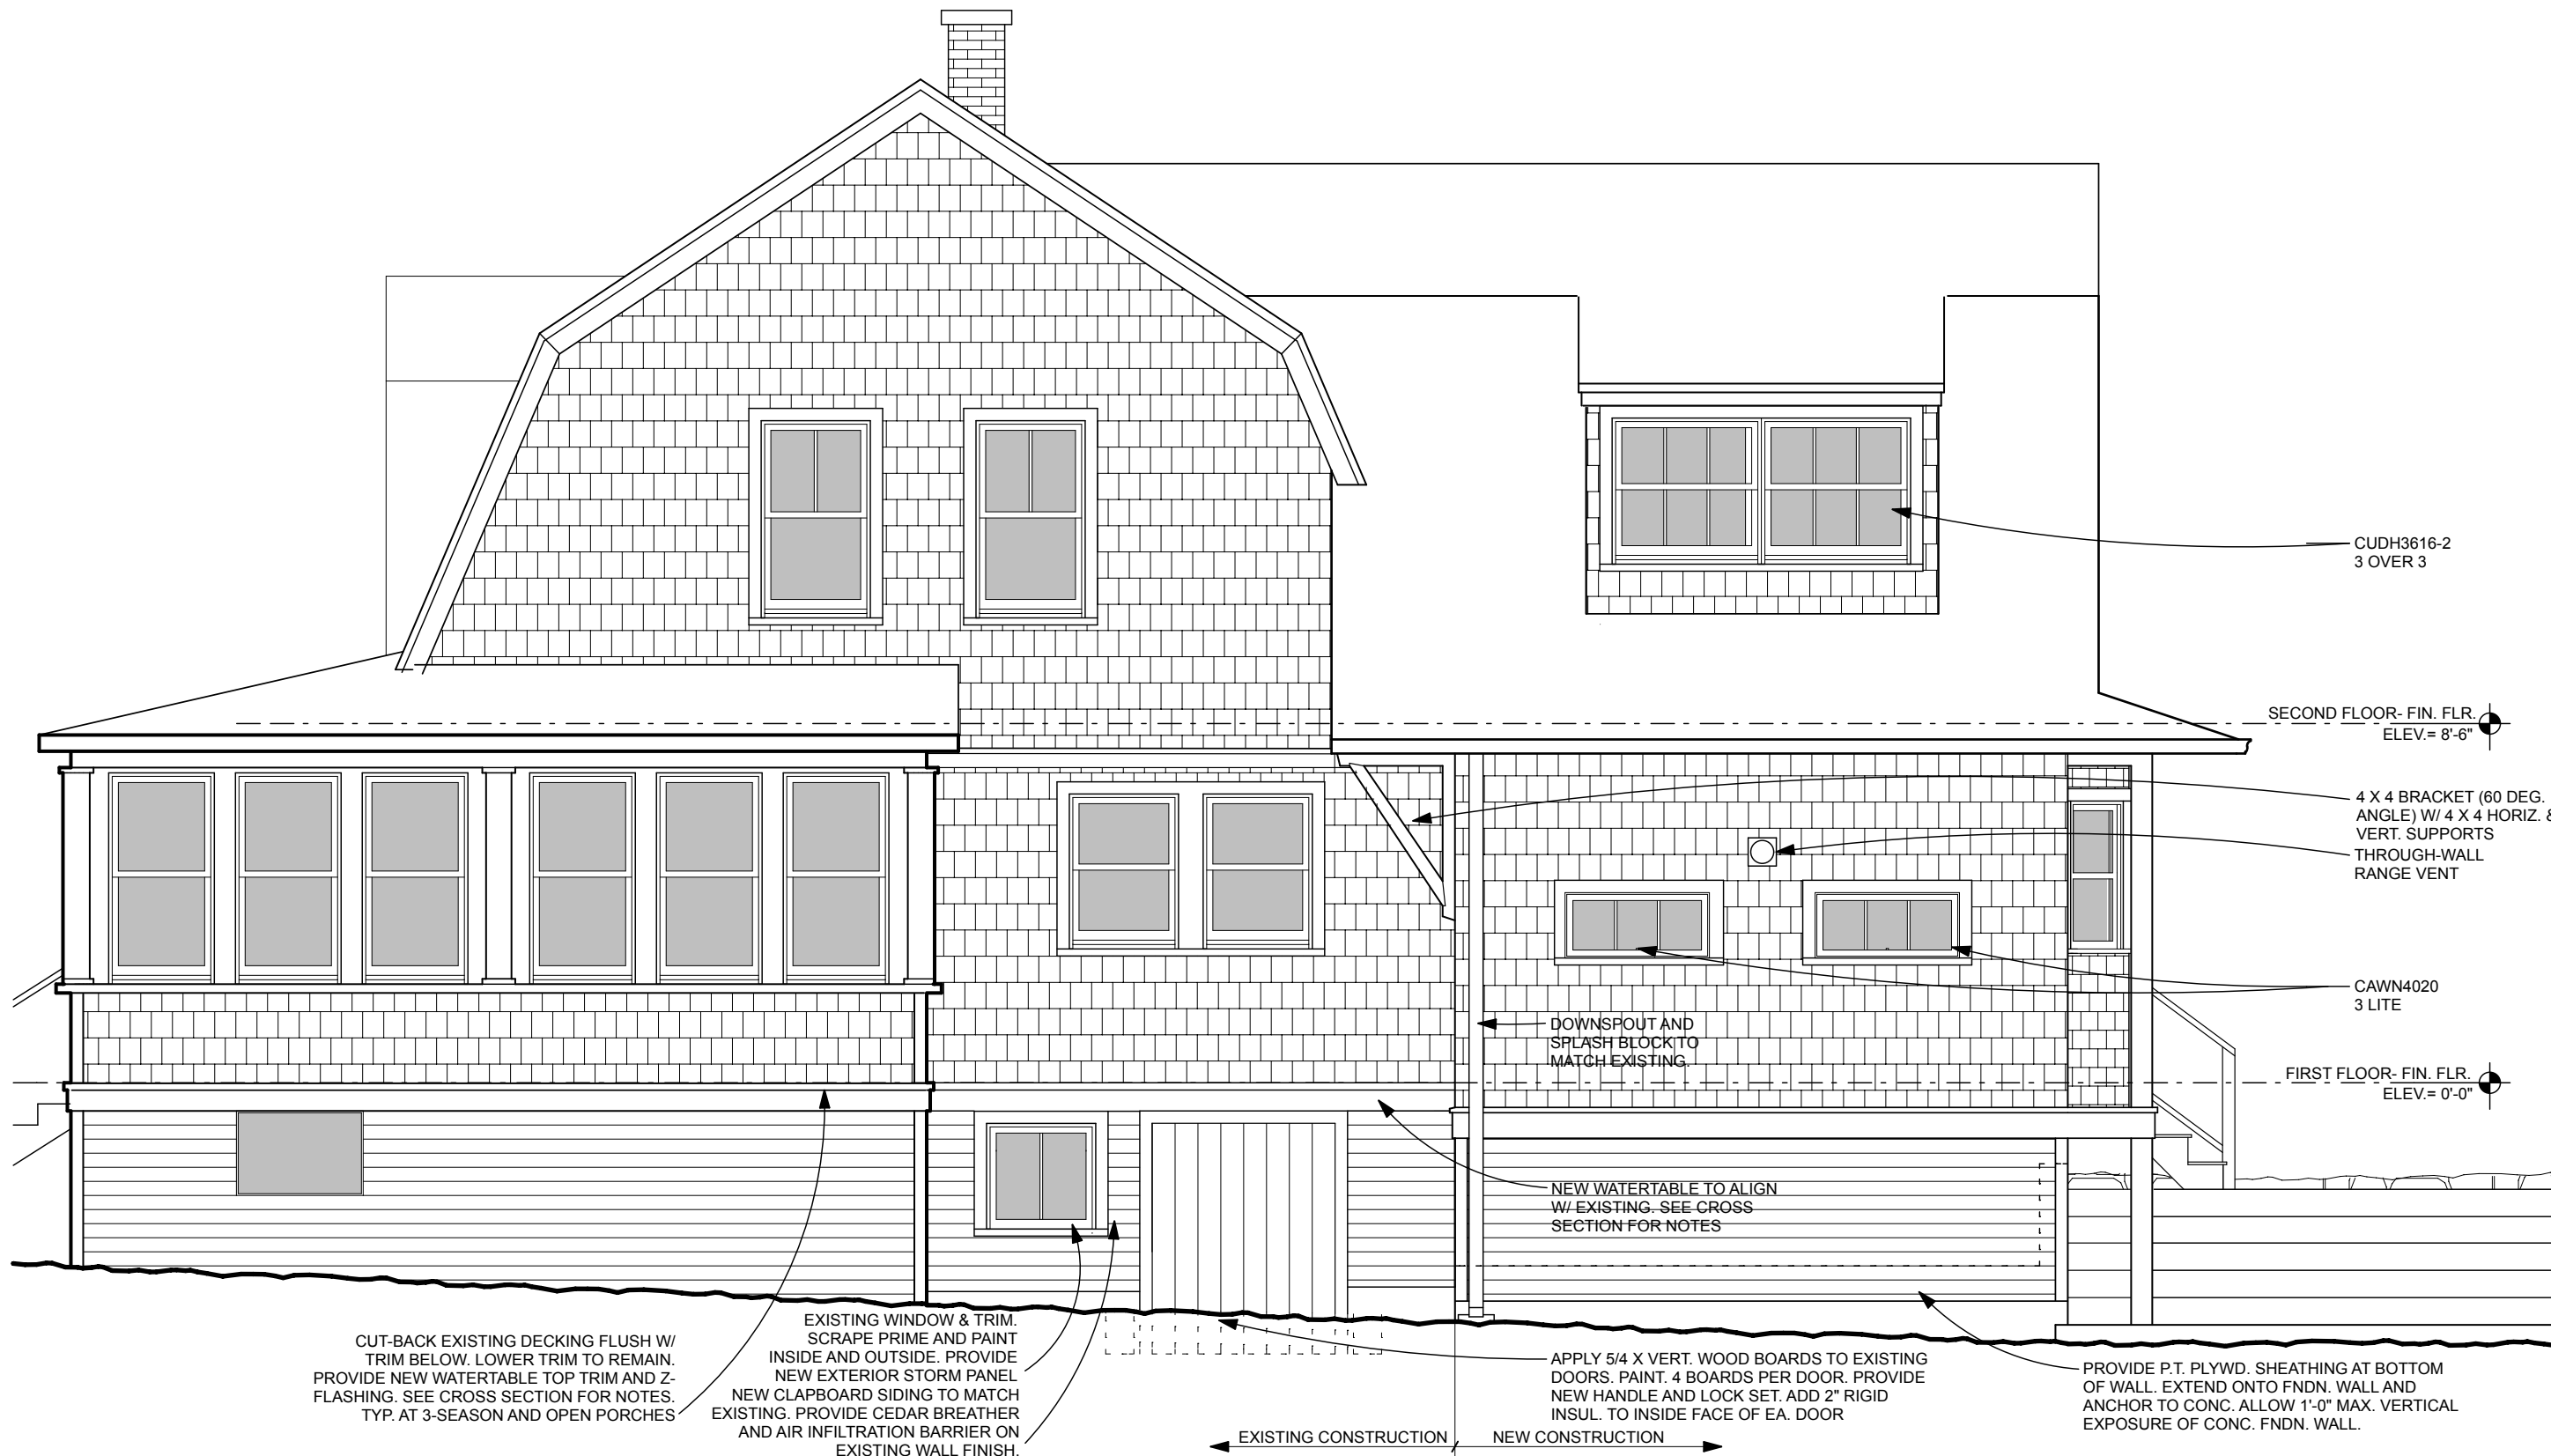 CUDH3616-2
3 OVER 3
SECOND FLOOR- FIN. FLR.
ELEV.= 8'-6"
4 X 4 BRACKET (60 DEG.
ANGLE) W/ 4 X 4 HORIZ. &
VERT. SUPPORTS
THROUGH-WALL
RANGE VENT
CAWN4020
3 LITE
DOWNSPOUT AND
SPLASH BLOCK TO
MATCH EXISTING.
FIRST FLOOR- FIN. FLR.
ELEV.= 0'-0"
NEW WATERTABLE TO ALIGN
W/ EXISTING. SEE CROSS
SECTION FOR NOTES
CUT-BACK EXISTING DECKING FLUSH W/
TRIM BELOW. LOWER TRIM TO REMAIN.
PROVIDE NEW WATERTABLE TOP TRIM AND Z-
FLASHING. SEE CROSS SECTION FOR NOTES.
TYP. AT 3-SEASON AND OPEN PORCHES
EXISTING WINDOW & TRIM.
SCRAPE PRIME AND PAINT
INSIDE AND OUTSIDE. PROVIDE
NEW EXTERIOR STORM PANEL
NEW CLAPBOARD SIDING TO MATCH
EXISTING. PROVIDE CEDAR BREATHER
AND AIR INFILTRATION BARRIER ON
EXISTING WALL FINISH.
APPLY 5/4 X VERT. WOOD BOARDS TO EXISTING
DOORS. PAINT. 4 BOARDS PER DOOR. PROVIDE
NEW HANDLE AND LOCK SET. ADD 2" RIGID
INSUL. TO INSIDE FACE OF EA. DOOR
PROVIDE P.T. PLYWD. SHEATHING AT BOTTOM
OF WALL. EXTEND ONTO FNDN. WALL AND
ANCHOR TO CONC. ALLOW 1'-0" MAX. VERTICAL
EXPOSURE OF CONC. FNDN. WALL.
EXISTING CONSTRUCTION
NEW CONSTRUCTION